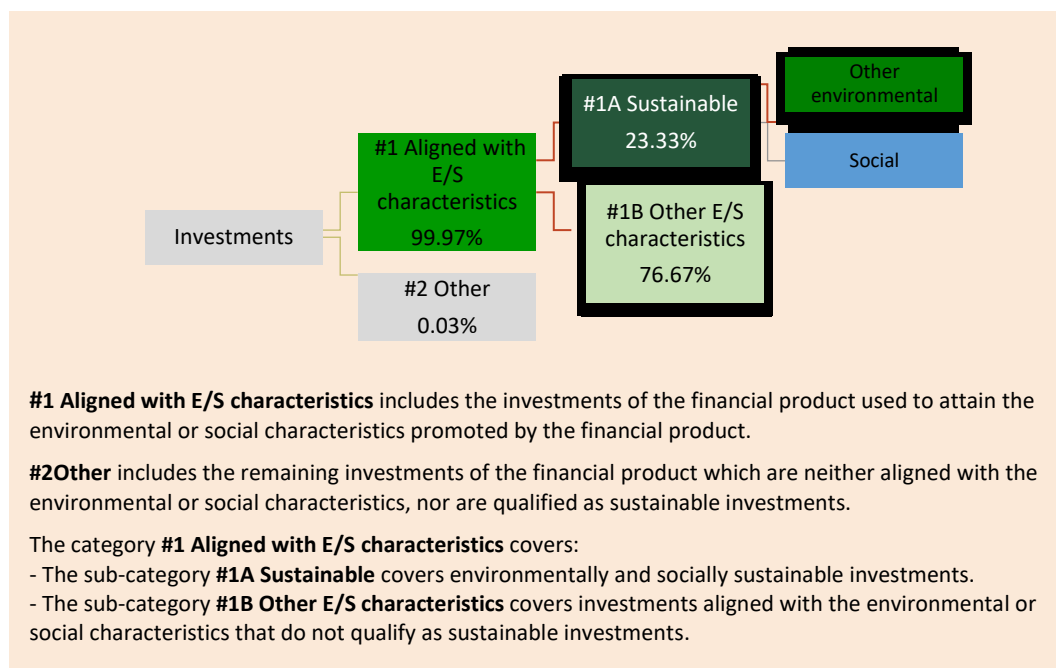 Other
environmental
#1A Sustainable
23.33%
Social
#1 Aligned with
E/S
characteristics
99.97%
#1B Other E/S
characteristics
76.67%
Investments
#2 Other
0.03%
#1 Aligned with E/S characteristics includes the investments of the financial product used to attain the
environmental or social characteristics promoted by the financial product.
#2Other includes the remaining investments of the financial product which are neither aligned with the
environmental or social characteristics, nor are qualified as sustainable investments.
The category #1 Aligned with E/S characteristics covers:
- The sub-category #1A Sustainable covers environmentally and socially sustainable investments.
- The sub-category #1B Other E/S characteristics covers investments aligned with the environmental or
social characteristics that do not qualify as sustainable investments.